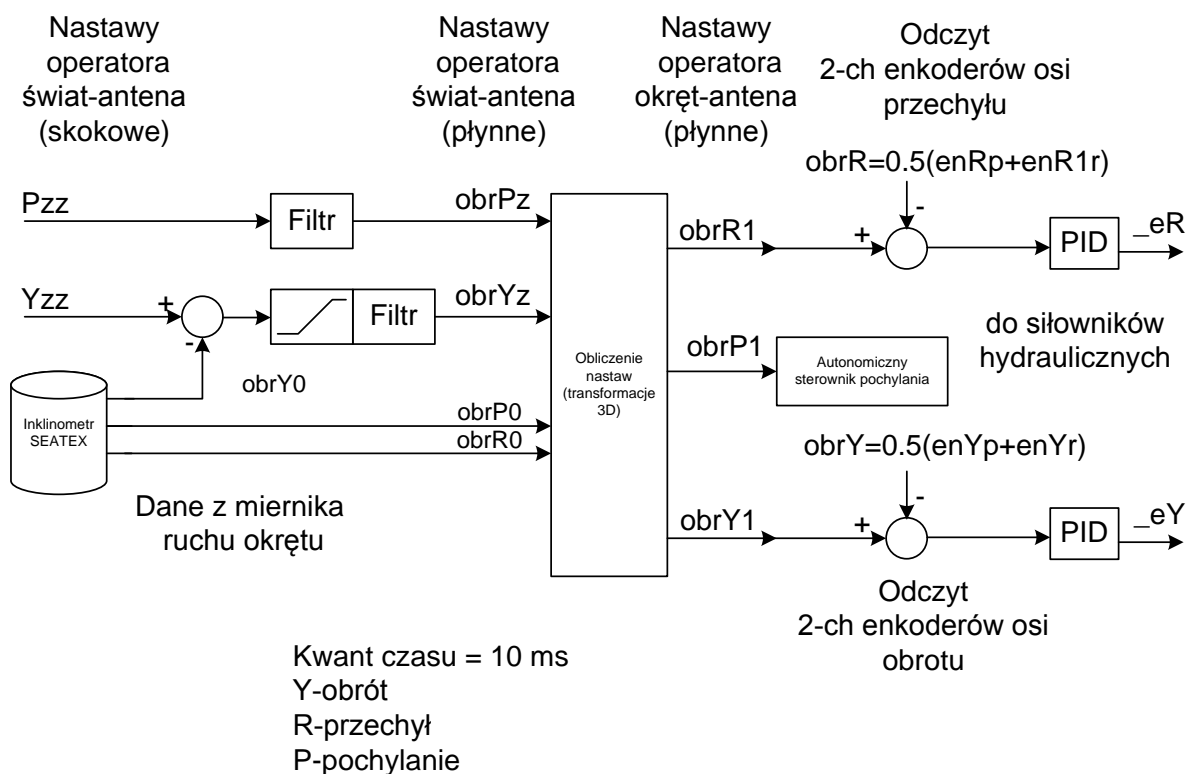 Nastawy
operatora
świat-antena
(skokowe)
Nastawy
operatora
świat-antena
(płynne)
Nastawy
operatora
okręt-antena
(płynne)
Odczyt
2-ch enkoderów osi
przechyłu
obrR=0.5(enRp+enR1r)
Pzz
Filtr
obrPz
obrR1
+
-
PID
_eR
Yzz
+
-
Filtr
obrYz
obrY0
Inklinometr
SEATEX
obrP0
obrR0
Obliczenie
nastaw
(transformacje
3D)
obrP1
Autonomiczny
sterownik pochylania
do siłowników
hydraulicznych
Dane z miernika
ruchu okrętu
obrY=0.5(enYp+enYr)
obrY1
+
-
PID
_eY
Odczyt
2-ch enkoderów osi
obrotu
Kwant czasu = 10 ms
Y-obrót
R-przechył
P-pochylanie